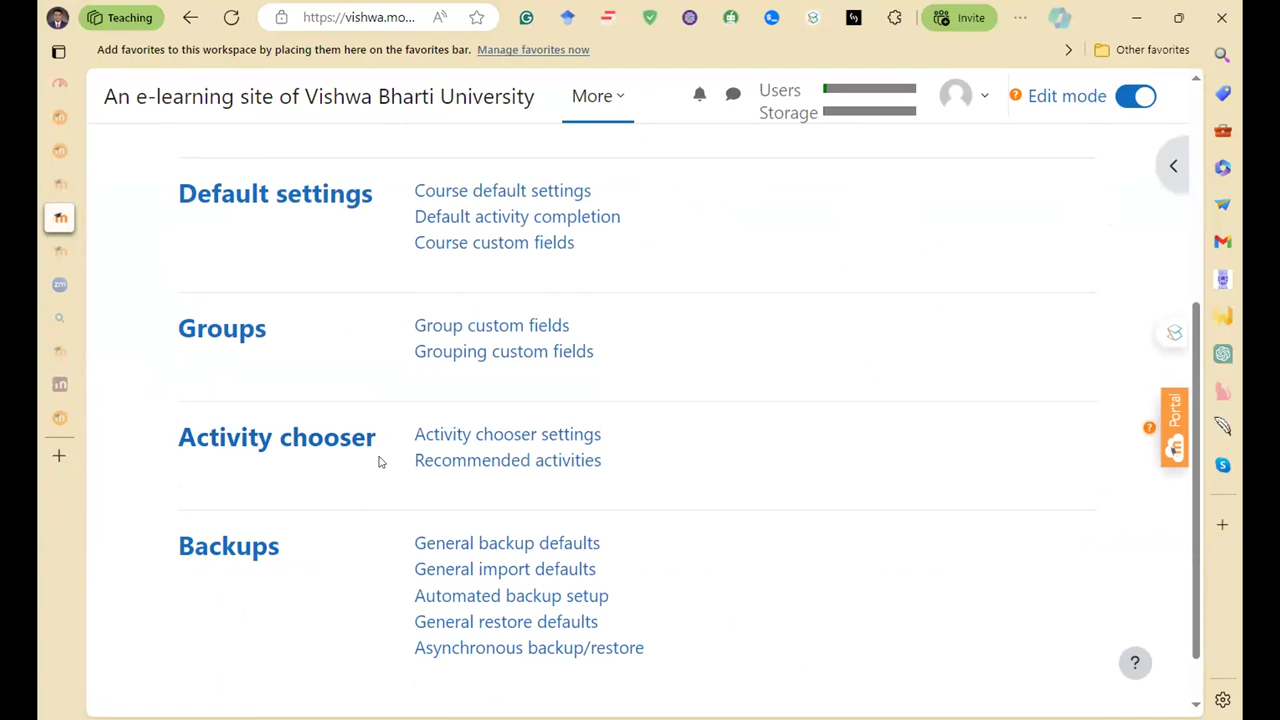 Teaching
https://vishwa.mo...
Invite
Add favorites to this workspace by placing them here on the favorites bar. Manage favorites now
Other favorites
An e-learning site of Vishwa Bharti University
More
Users
Storage
Edit mode
Default settings
Course default settings
Default activity completion
Course custom fields
Groups
Group custom fields
Grouping custom fields
Activity chooser
Activity chooser settings
Recommended activities
Portal
Backups
General backup defaults
General import defaults
Automated backup setup
General restore defaults
Asynchronous backup/restore